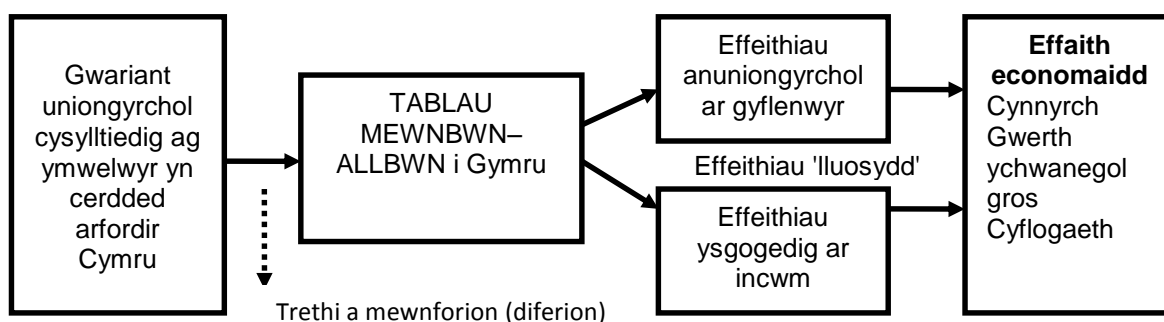 Gwariant
uniongyrchol
cysylltiedig ag
ymwelwyr yn
cerdded
arfordir
Cymru
TABLAU
MEWNBWN–
ALLBWN i Gymru
Trethi a mewnforion (diferion)
Effeithiau
anuniongyrchol
ar gyflenwyr
Effeithiau 'lluosydd'
Effeithiau
ysgogedig ar
incwm
Effaith
economaidd
Cynnyrch
Gwerth
ychwanegol
gros
Cyflogaeth